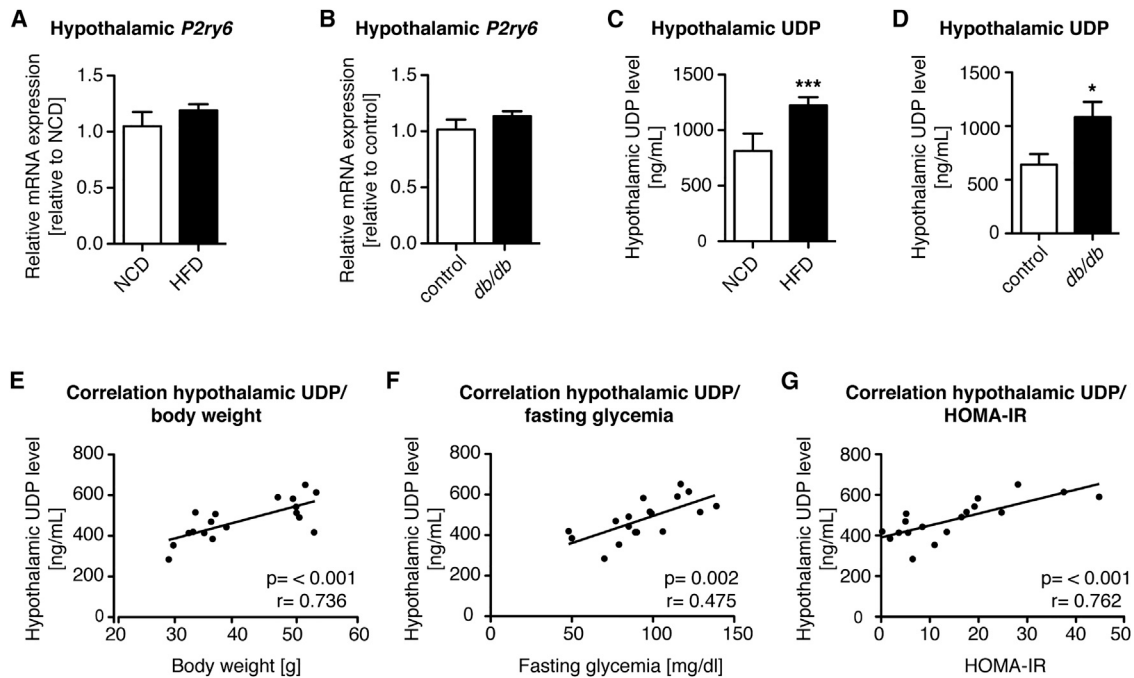 A
Hypothalamic P2ry6
Relative mRNA expression
[relative to NCD]
1.5
1.0
0.5
0.0
NCD
HFD
B
Hypothalamic P2ry6
Relative mRNA expression
[relative to control]
1.5
1.0
0.5
0.0
control
db/db
C
Hypothalamic UDP
Hypothalamic UDP level
[ng/mL]
1500
1000
500
0
***
NCD
HFD
D
Hypothalamic UDP
Hypothalamic UDP level
[ng/mL]
1500
1000
500
0
*
control
db/db
E
Correlation hypothalamic UDP/
body weight
Hypothalamic UDP level
[ng/mL]
800
600
400
200
0
p= < 0.001
r= 0.736
20 30 40 50 60
Body weight [g]
F
Correlation hypothalamic UDP/
fasting glycemia
Hypothalamic UDP level
[ng/mL]
800
600
400
200
0
p= 0.002
r= 0.475
0 50 100 150
Fasting glycemia [mg/dl]
G
Correlation hypothalamic UDP/
HOMA-IR
Hypothalamic UDP level
[ng/mL]
800
600
400
200
0
p= < 0.001
r= 0.762
0 10 20 30 40 50
HOMA-IR